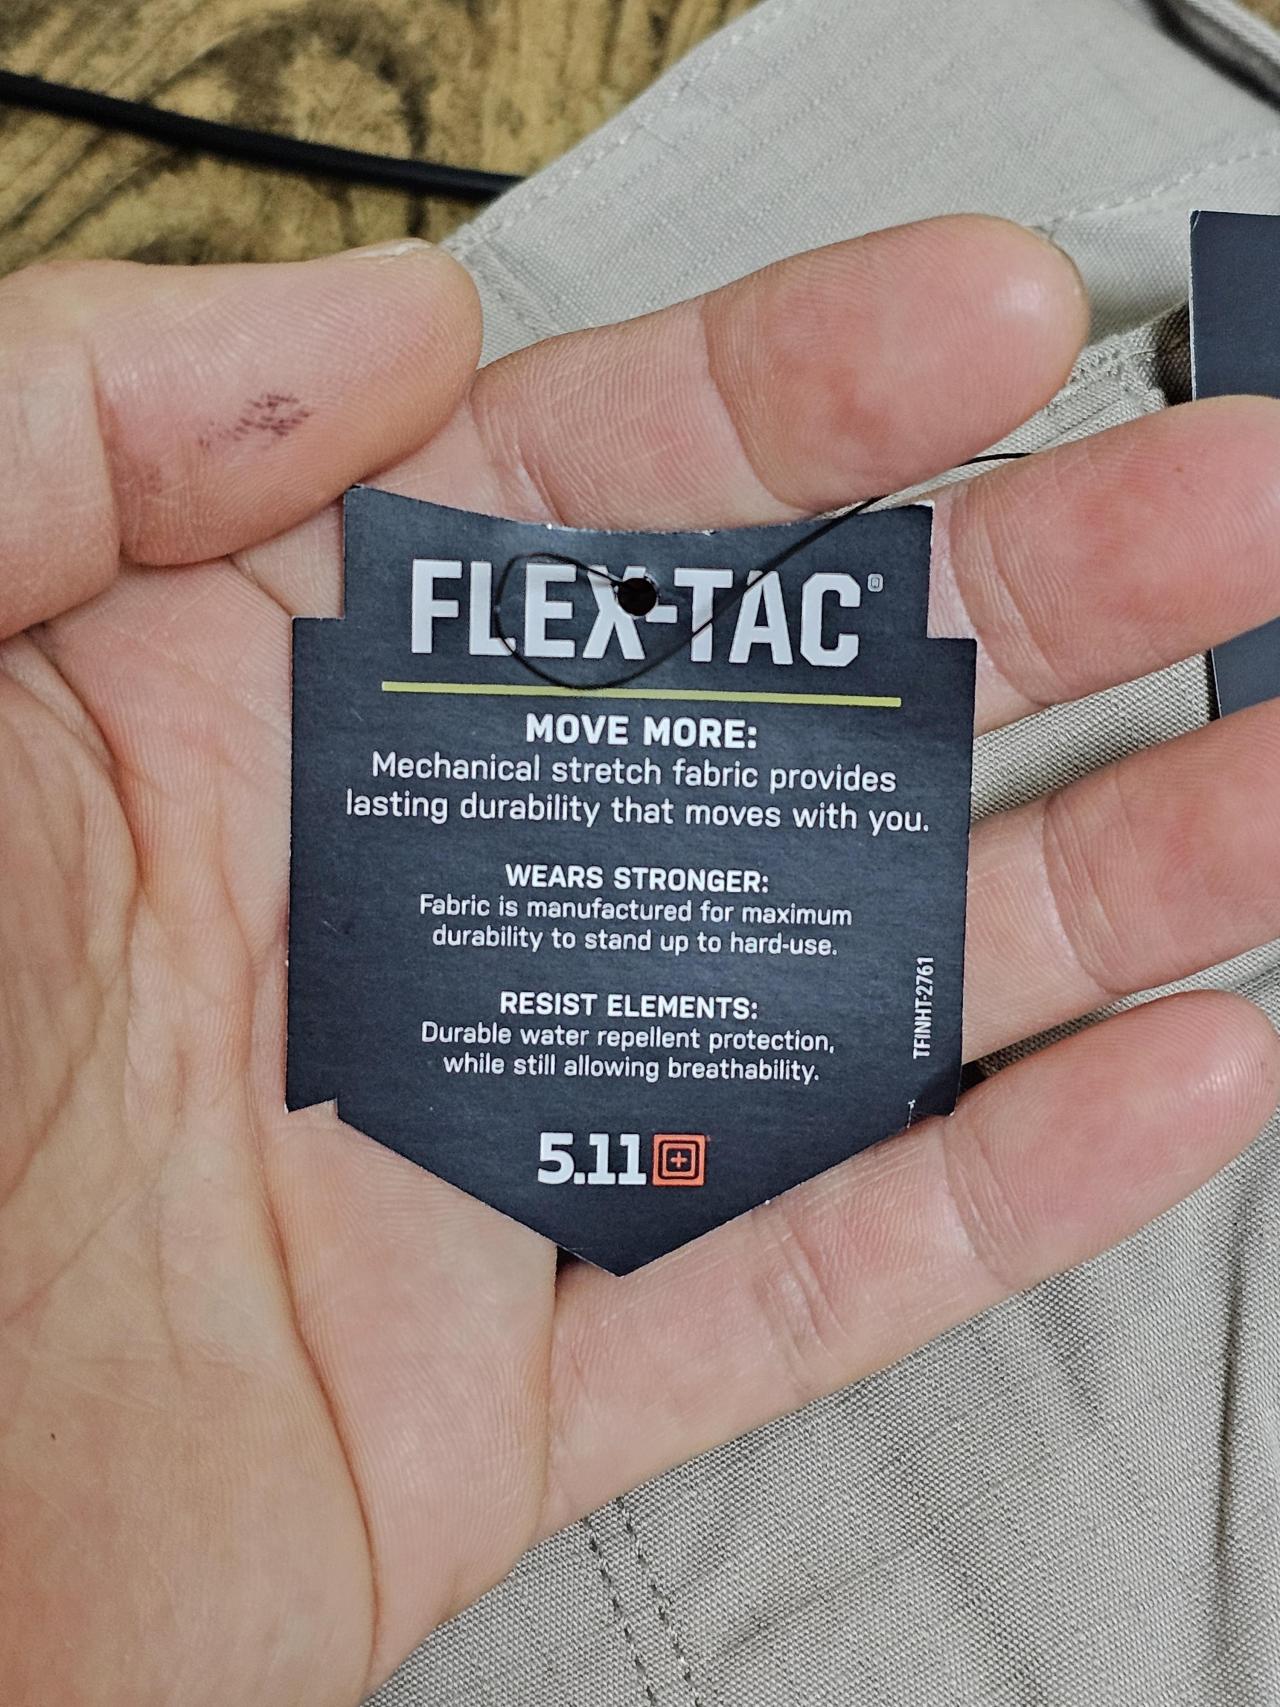 FLEX-TAC®
MOVE MORE:
Mechanical stretch fabric provides
lasting durability that moves with you.
WEARS STRONGER:
Fabric is manufactured for maximum
durability to stand up to hard-use.
RESIST ELEMENTS:
Durable water repellent protection,
while still allowing breathability.
TFINHT-2761
5.11